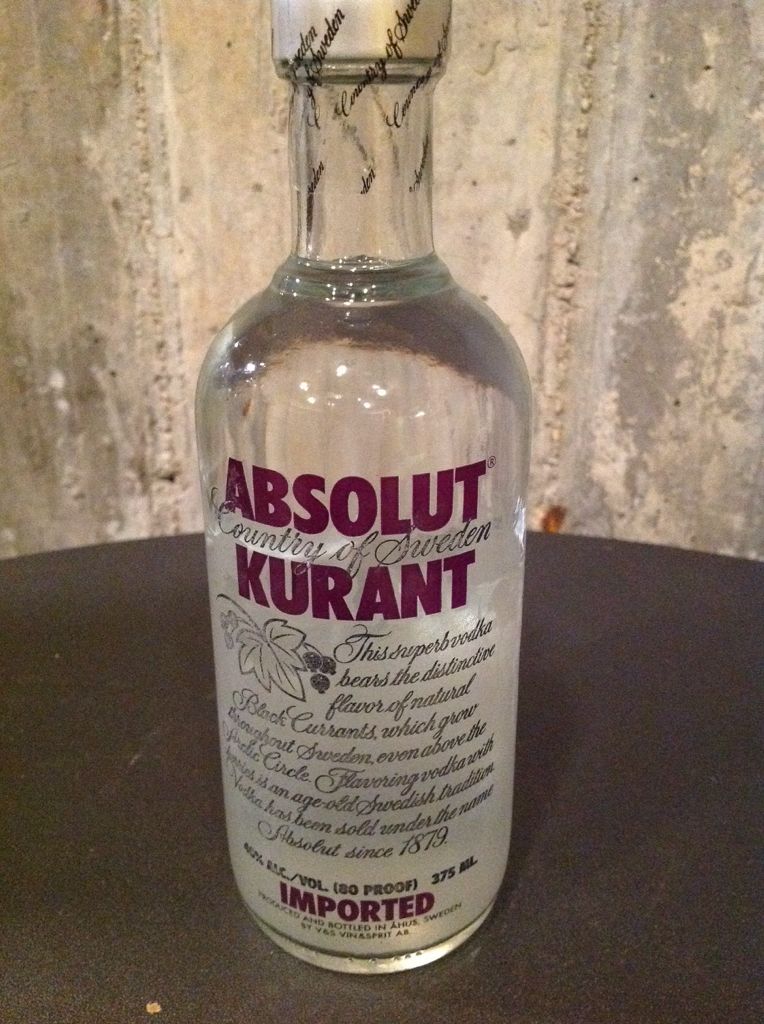 Country of Sweden
ABSOLUT®
Country of Sweden
KURANT
This superb vodka
bears the distinctive
flavor of natural
Black Currants, which grow
throughout Sweden, even above the
Arctic Circle. Flavoring vodka with
berries is an age-old Swedish tradition.
Vodka has been sold under the name
Absolut since 1879.
40% ALC./VOL. (80 PROOF) 375 ML.
IMPORTED
PRODUCED AND BOTTLED IN ÅHUS, SWEDEN
BY V&S VIN&SPRIT AB.